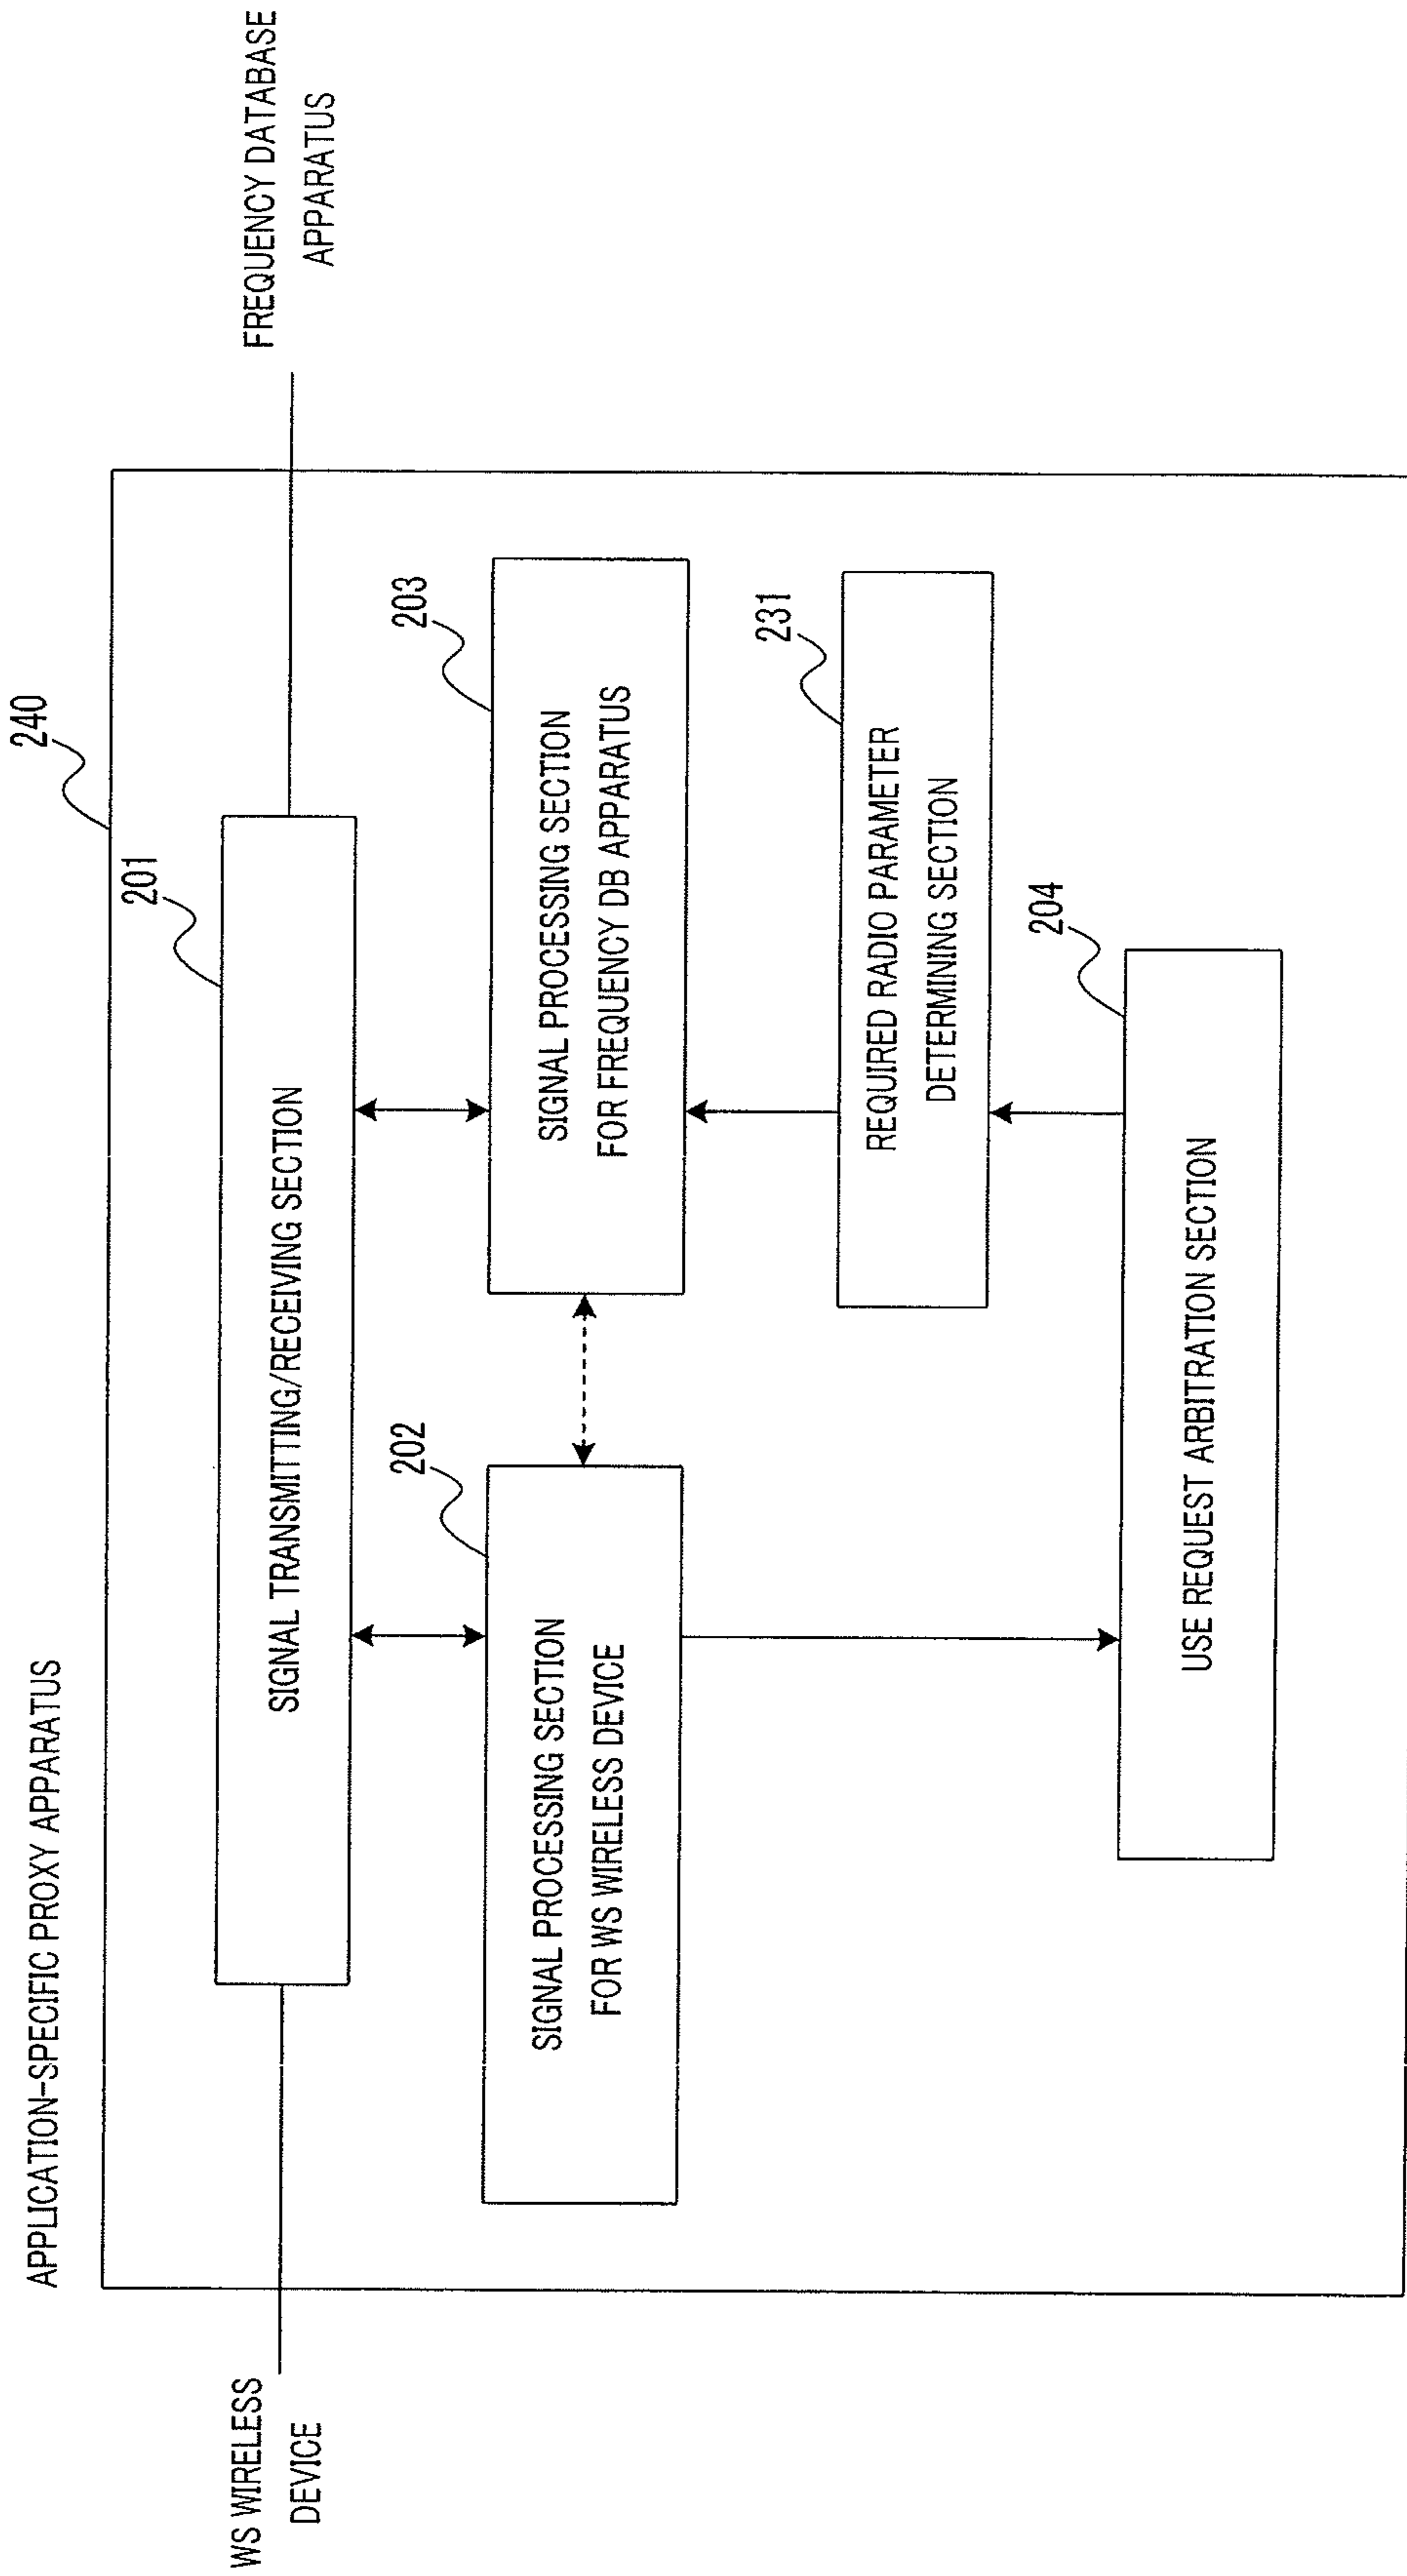 APPLICATION-SPECIFIC PROXY APPARATUS
240
WS WIRELESS
DEVICE
FREQUENCY DATABASE
APPARATUS
201
SIGNAL TRANSMITTING/RECEIVING SECTION
202
SIGNAL PROCESSING SECTION
FOR WS WIRELESS DEVICE
203
SIGNAL PROCESSING SECTION
FOR FREQUENCY DB APPARATUS
231
REQUIRED RADIO PARAMETER
DETERMINING SECTION
204
USE REQUEST ARBITRATION SECTION